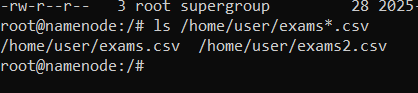 -rw-r--r--   3 root supergroup         28 2025-
root@namenode:/# ls /home/user/exams*.csv
/home/user/exams.csv  /home/user/exams2.csv
root@namenode:/#